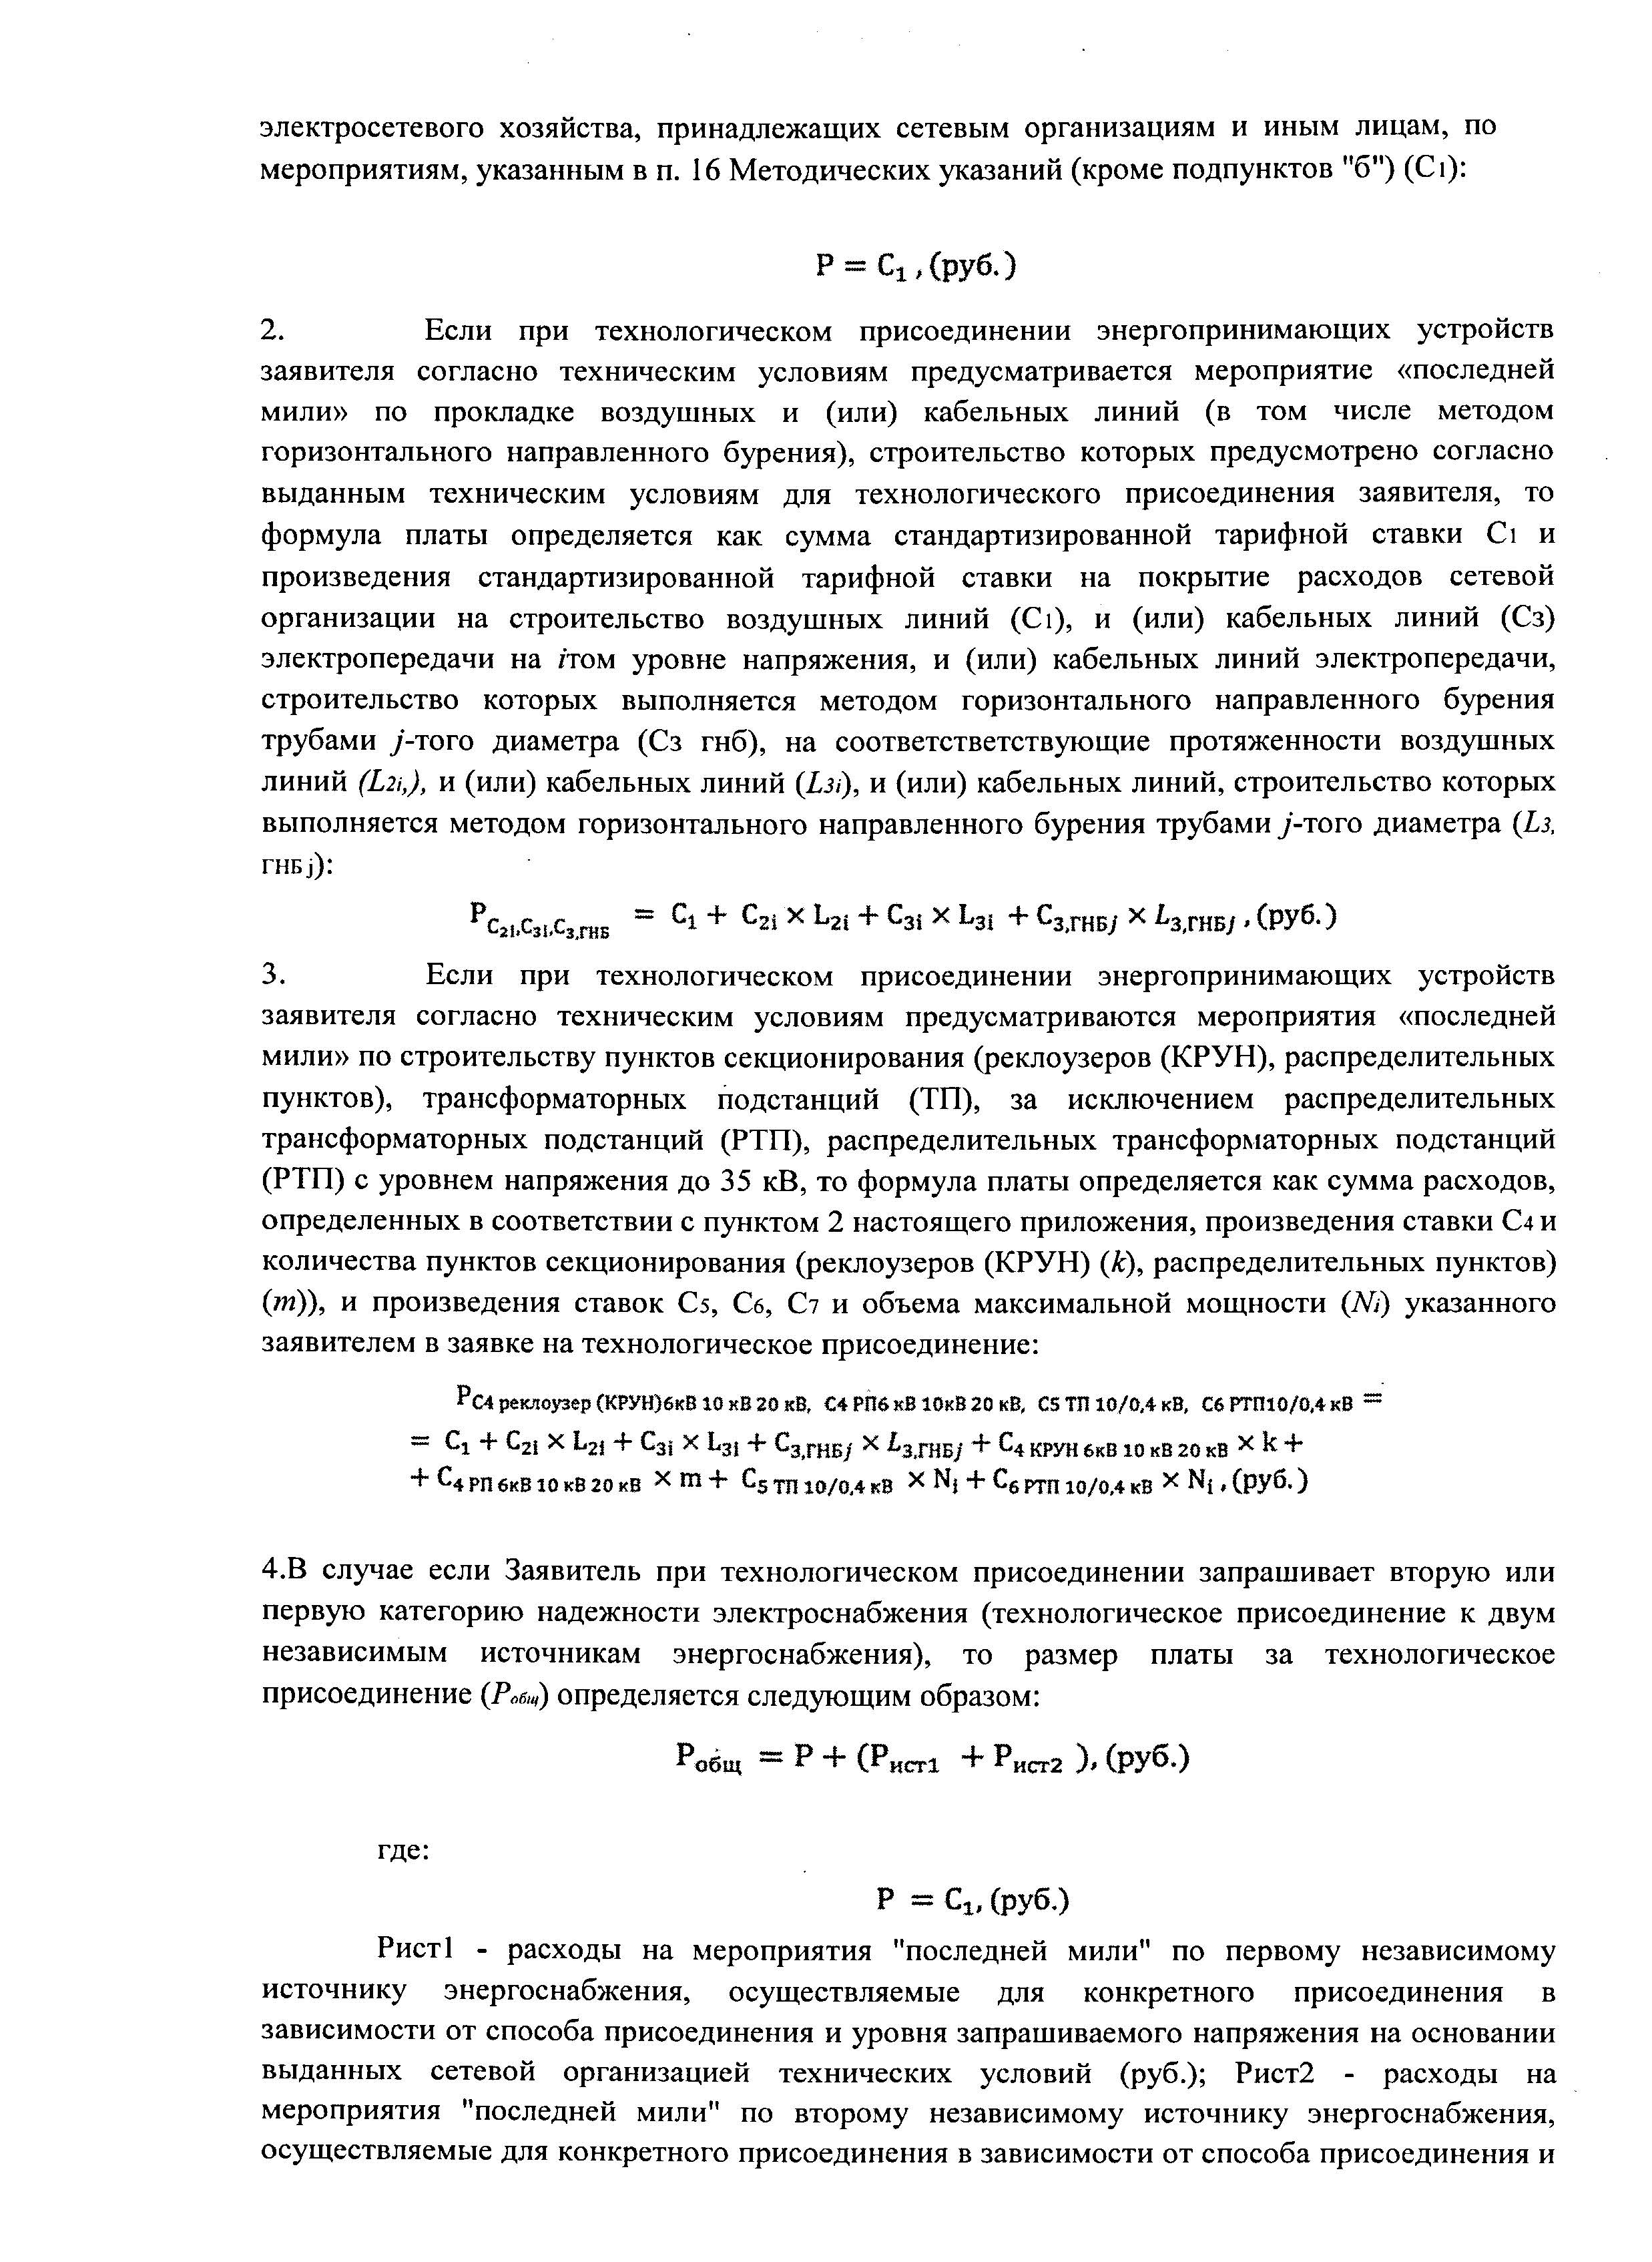 электросетевого хозяйства, принадлежащих сетевым организациям и иным лицам, по
мероприятиям, указанным в п. 16 Методических указаний (кроме подпунктов "б") (С1):
P = C₁ , (руб.)
2. Если при технологическом присоединении энергопринимающих устройств
заявителя согласно техническим условиям предусматривается мероприятие «последней
мили» по прокладке воздушных и (или) кабельных линий (в том числе методом
горизонтального направленного бурения), строительство которых предусмотрено согласно
выданным техническим условиям для технологического присоединения заявителя, то
формула платы определяется как сумма стандартизированной тарифной ставки С1 и
произведения стандартизированной тарифной ставки на покрытие расходов сетевой
организации на строительство воздушных линий (С1), и (или) кабельных линий (С3)
электропередачи на iтом уровне напряжения, и (или) кабельных линий электропередачи,
строительство которых выполняется методом горизонтального направленного бурения
трубами j-того диаметра (С3 гнб), на соответстветствующие протяженности воздушных
линий (L2i,), и (или) кабельных линий (L3i), и (или) кабельных линий, строительство которых
выполняется методом горизонтального направленного бурения трубами j-того диаметра (L3,
ГНБ j):
P C2i,C3i,C3,ГНБ = C1 + C2i × L2i + C3i × L3i + C3,ГНБj × L3,ГНБj , (руб.)
3. Если при технологическом присоединении энергопринимающих устройств
заявителя согласно техническим условиям предусматриваются мероприятия «последней
мили» по строительству пунктов секционирования (реклоузеров (КРУН), распределительных
пунктов), трансформаторных подстанций (ТП), за исключением распределительных
трансформаторных подстанций (РТП), распределительных трансформаторных подстанций
(РТП) с уровнем напряжения до 35 кВ, то формула платы определяется как сумма расходов,
определенных в соответствии с пунктом 2 настоящего приложения, произведения ставки С4 и
количества пунктов секционирования (реклоузеров (КРУН) (k), распределительных пунктов)
(m)), и произведения ставок С5, С6, С7 и объема максимальной мощности (Ni) указанного
заявителем в заявке на технологическое присоединение:
P С4 реклоузер (КРУН)6кВ 10 кВ 20 кВ, С4 РП6 кВ 10кВ 20 кВ, С5 ТП 10/0,4 кВ, С6 РТП10/0,4 кВ =
= C1 + C2i × L2i + C3i × L3i + C3,ГНБj × L3,ГНБj + C4 КРУН 6кВ 10 кВ 20 кВ × k +
+ C4 РП 6кВ 10 кВ 20 кВ × m + C5 ТП 10/0,4 кВ × Ni + C6 РТП 10/0,4 кВ × Ni , (руб.)
4.В случае если Заявитель при технологическом присоединении запрашивает вторую или
первую категорию надежности электроснабжения (технологическое присоединение к двум
независимым источникам энергоснабжения), то размер платы за технологическое
присоединение (Робщ) определяется следующим образом:
Pобщ = P + (Pист1 + Pист2 ), (руб.)
где:
P = C₁, (руб.)
Рист1 - расходы на мероприятия "последней мили" по первому независимому
источнику энергоснабжения, осуществляемые для конкретного присоединения в
зависимости от способа присоединения и уровня запрашиваемого напряжения на основании
выданных сетевой организацией технических условий (руб.); Рист2 - расходы на
мероприятия "последней мили" по второму независимому источнику энергоснабжения,
осуществляемые для конкретного присоединения в зависимости от способа присоединения и